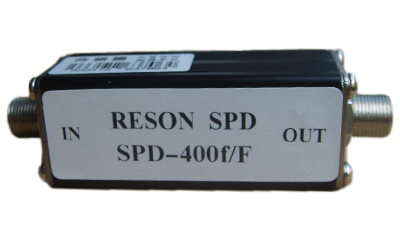 IN RESON SPD OUT
SPD-400f/F